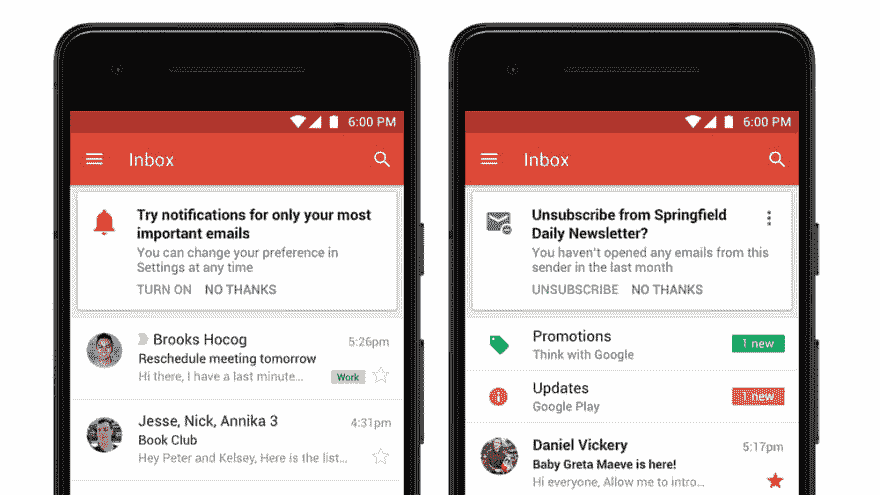 6:00 PM
Inbox
Try notifications for only your most
important emails
You can change your preference in
Settings at any time
TURN ON NO THANKS
Brooks Hocog 5:26pm
Reschedule meeting tomorrow
Hi there, I have a last minute... Work
Jesse, Nick, Annika 3 4:31pm
Book Club
Hey Peter and Kelsey, Here is the list...
6:00 PM
Inbox
Unsubscribe from Springfield
Daily Newsletter?
You haven't opened any emails from this
sender in the last month
UNSUBSCRIBE NO THANKS
Promotions 1 new
Think with Google
Updates 1 new
Google Play
Daniel Vickery 5:17pm
Baby Greta Maeve is here!
Hi everyone, Allow me to intro...